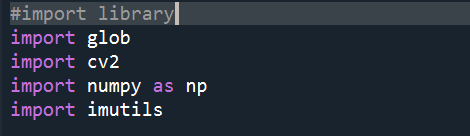 #import library
import glob
import cv2
import numpy as np
import imutils